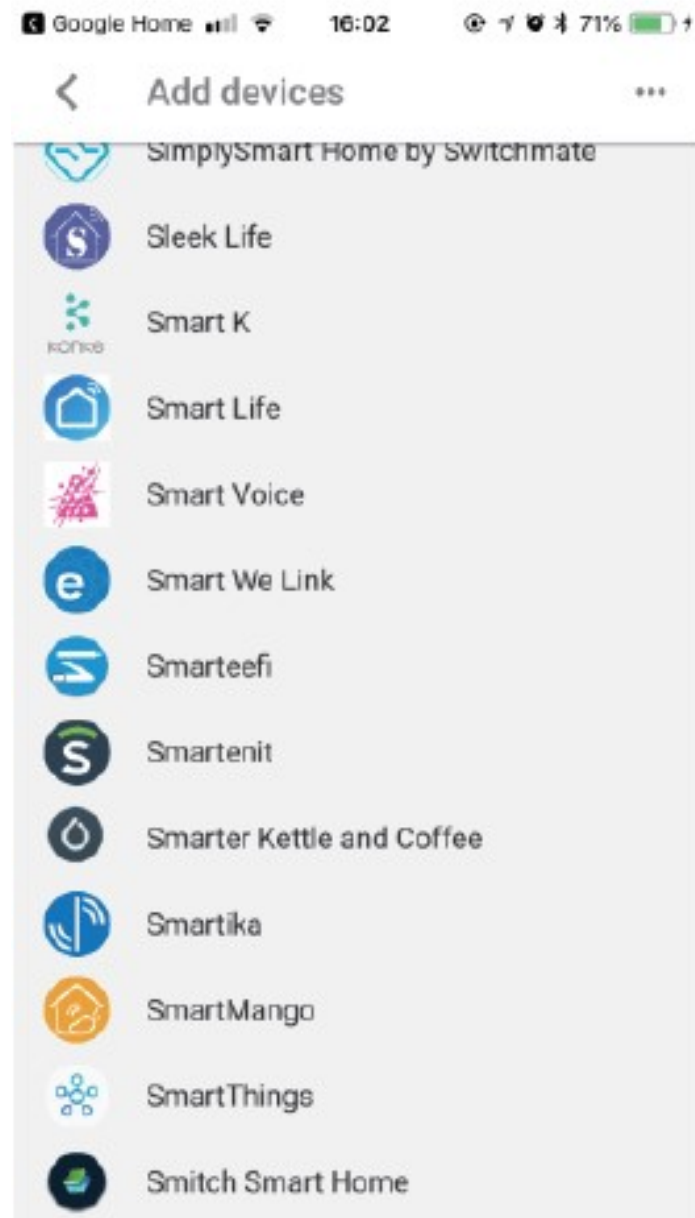 Google Home 16:02 71%
Add devices
SimplySmart Home by Switchmate
S Sleek Life
Smart K
KONKE
Smart Life
Smart Voice
e Smart We Link
Smarteefi
S Smartenit
Smarter Kettle and Coffee
Smartika
SmartMango
SmartThings
Smitch Smart Home